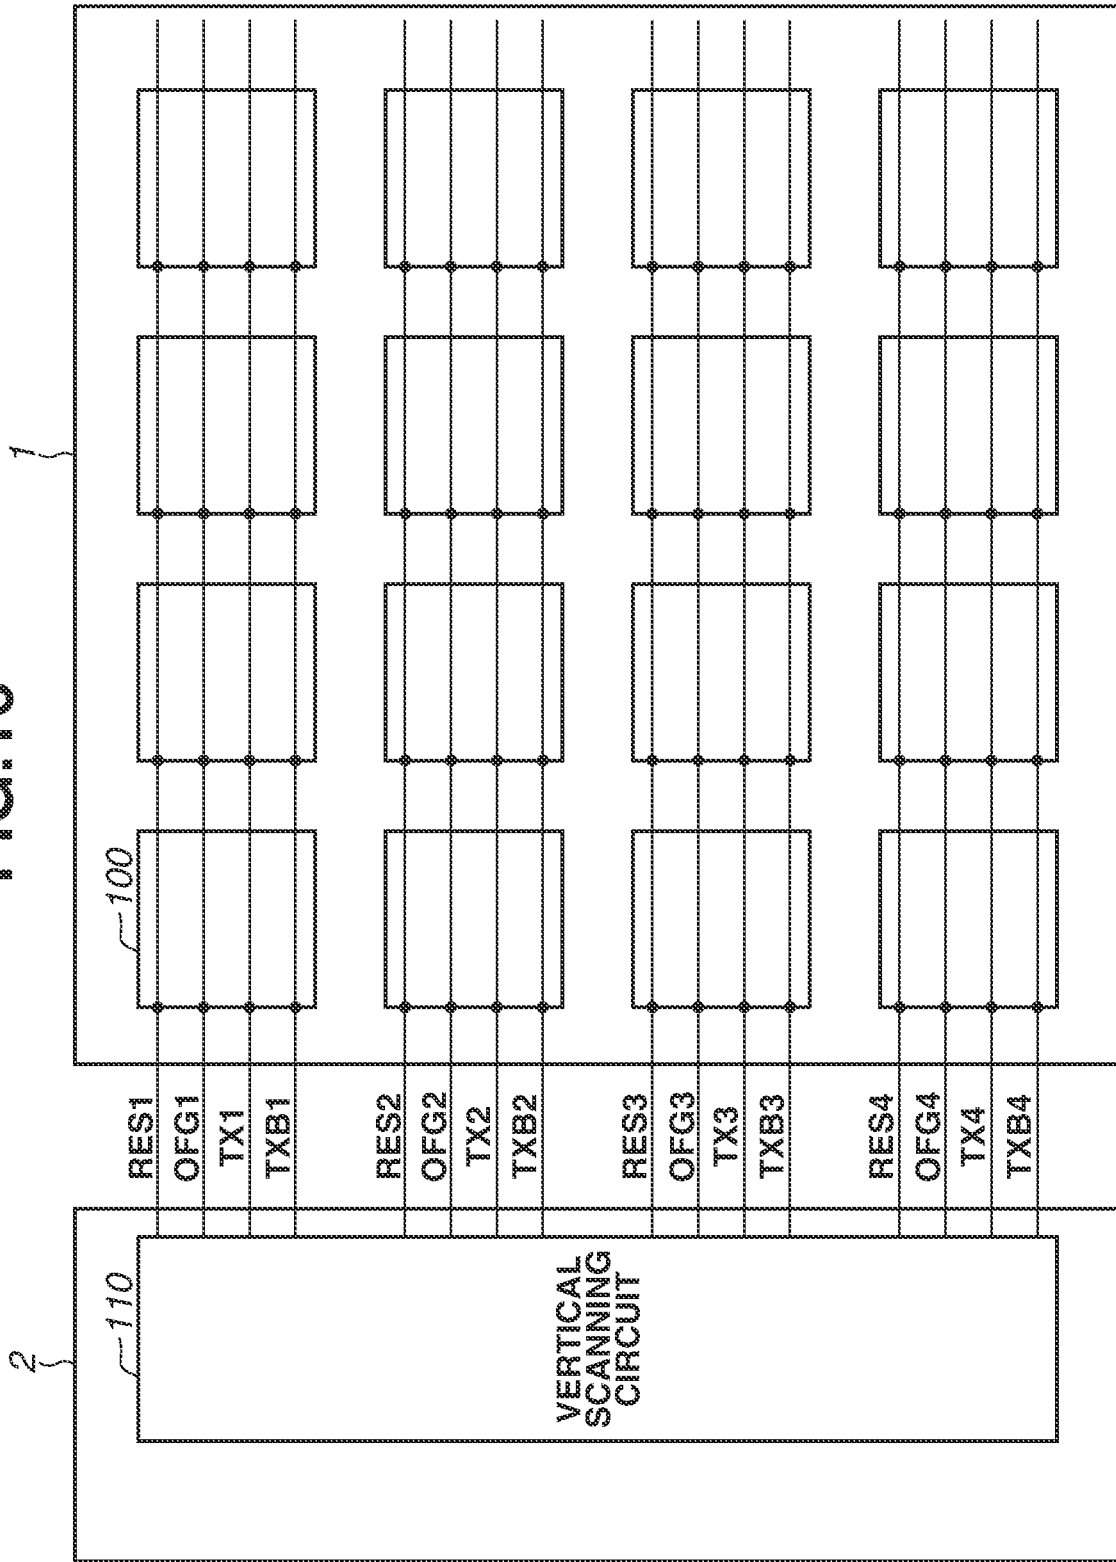 1
100
RES1
OFG1
TX1
TXB1
RES2
OFG2
TX2
TXB2
RES3
OFG3
TX3
TXB3
RES4
OFG4
TX4
TXB4
2
110
VERTICAL
SCANNING
CIRCUIT